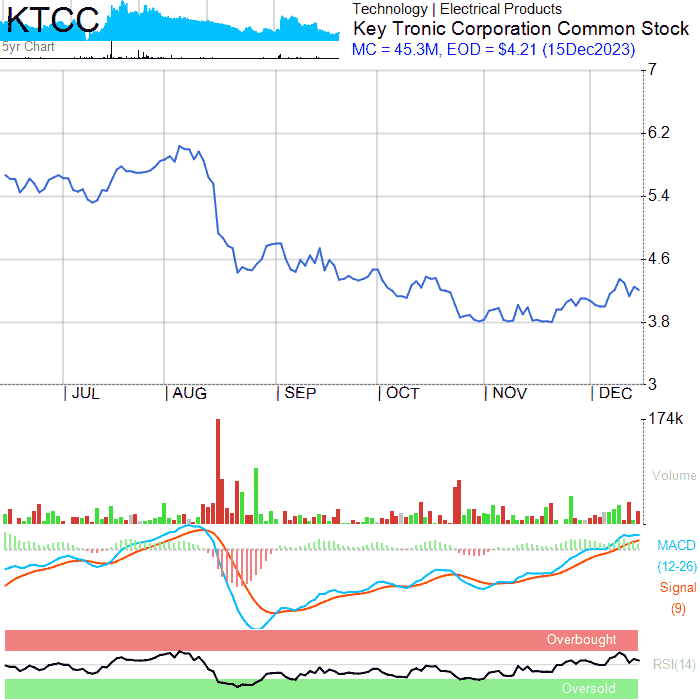 KTCC
5yr Chart
Technology | Electrical Products
Key Tronic Corporation Common Stock
MC = 45.3M, EOD = $4.21 (15Dec2023)
7
6.2
5.4
4.6
3.8
3
JUL AUG SEP OCT NOV DEC
174k
Volume
MACD
(12-26)
Signal
(9)
Overbought
RSI(14)
Oversold